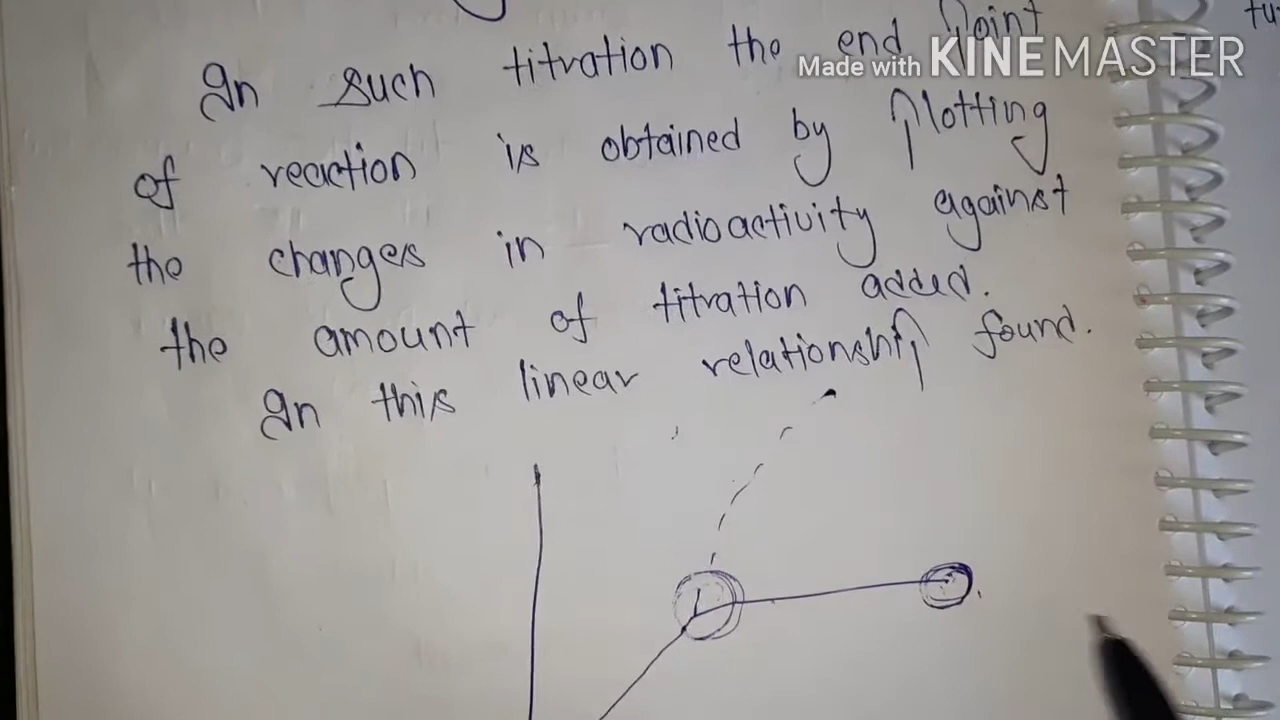 In such titration the end point
Made with KINEMASTER
of reaction is obtained by plotting
the changes in radioactivity against
the amount of titration added.
In this linear relationship found.